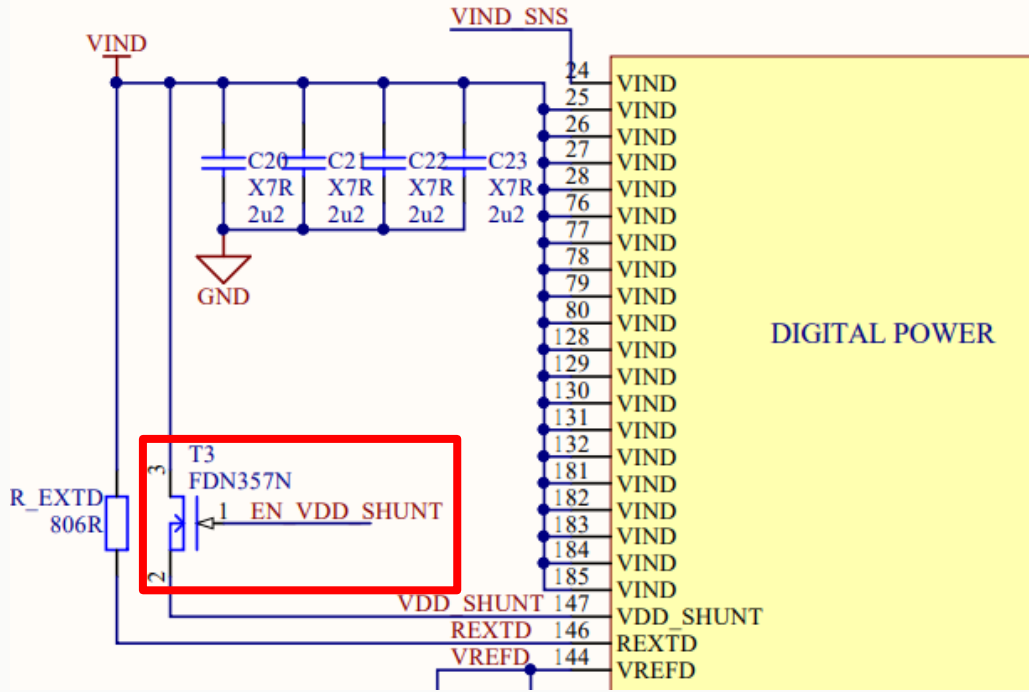 VIND_SNS
VIND
24 VIND
25 VIND
26 VIND
27 VIND
28 VIND
76 VIND
77 VIND
78 VIND
79 VIND
80 VIND
128 VIND
129 VIND
130 VIND
131 VIND
132 VIND
181 VIND
182 VIND
183 VIND
184 VIND
185 VIND
C20 C21 C22 C23
X7R X7R X7R X7R
2u2 2u2 2u2 2u2
GND
DIGITAL POWER
T3
3 FDN357N
R_EXTD
806R
1 EN_VDD_SHUNT
2
VDD_SHUNT 147 VDD_SHUNT
REXTD 146 REXTD
VREFD 144 VREFD